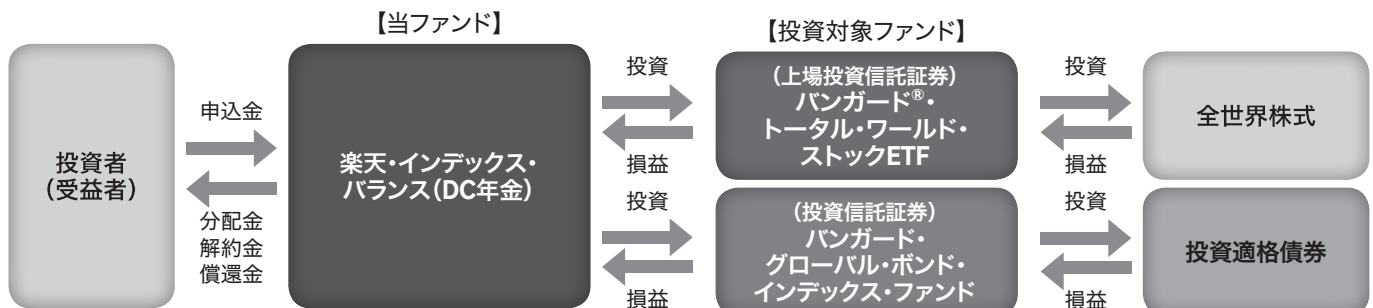 【当ファンド】
【投資対象ファンド】
投資者
（受益者）
申込金
分配金
解約金
償還金
楽天・インデックス・
バランス（DC年金）
投資
損益
（上場投資信託証券）
バンガード®・
トータル・ワールド・
ストックETF
投資
損益
全世界株式
投資
損益
（投資信託証券）
バンガード・
グローバル・ボンド・
インデックス・ファンド
投資
損益
投資適格債券